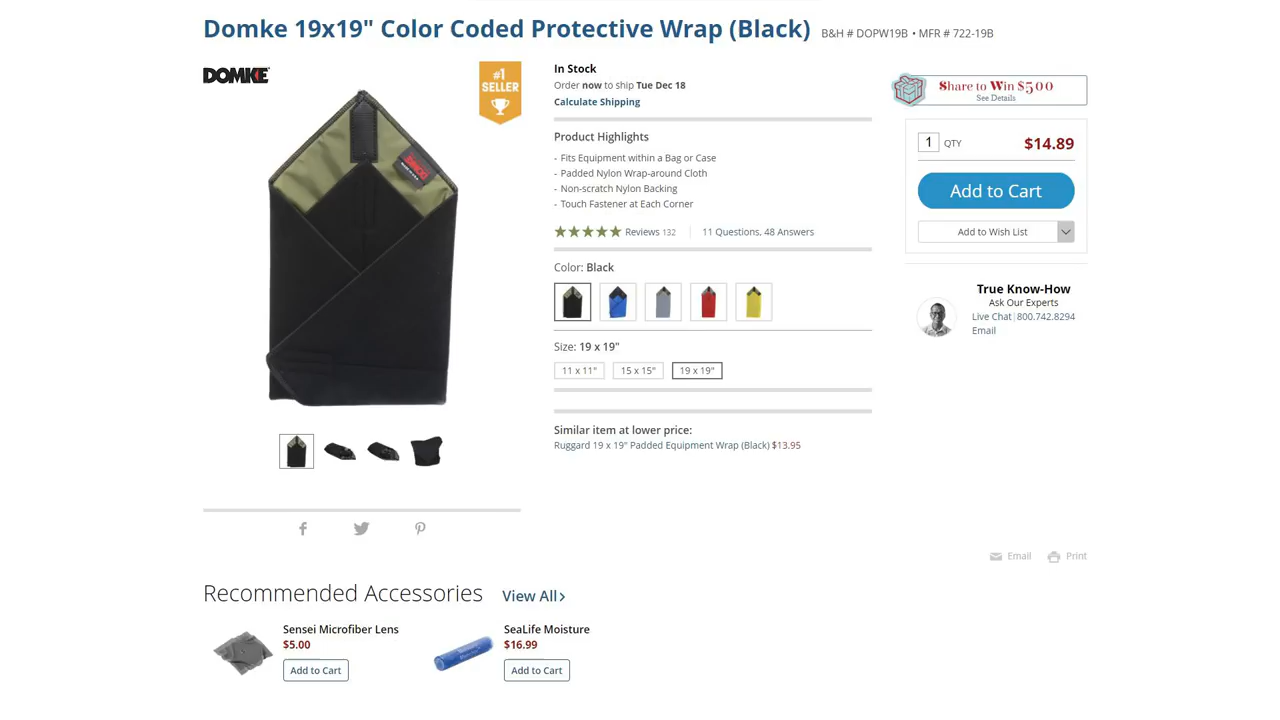 Domke 19x19" Color Coded Protective Wrap (Black) B&H # DOPW19B • MFR # 722-19B
DOMKE
#1
SELLER
In Stock
Order now to ship Tue Dec 18
Calculate Shipping
Product Highlights
- Fits Equipment within a Bag or Case
- Padded Nylon Wrap-around Cloth
- Non-scratch Nylon Backing
- Touch Fastener at Each Corner
Reviews 132 | 11 Questions, 48 Answers
Color: Black
Size: 19 x 19"
11 x 11" 15 x 15" 19 x 19"
Similar item at lower price:
Ruggard 19 x 19" Padded Equipment Wrap (Black) $13.95
Share to Win $500
See Details
1 QTY $14.89
Add to Cart
Add to Wish List
True Know-How
Ask Our Experts
Live Chat|800.742.8294
Email
Email Print
Recommended Accessories View All›
Sensei Microfiber Lens
$5.00
Add to Cart
SeaLife Moisture
$16.99
Add to Cart